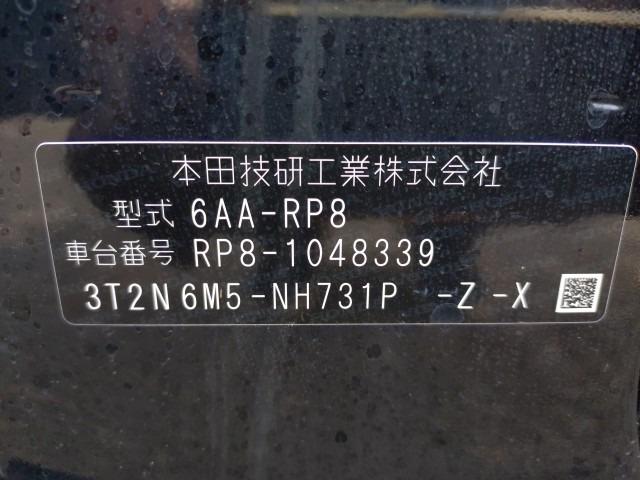 本田技研工業株式会社
型式 6AA-RP8
車台番号 RP8-1048339
3T2N6M5-NH731P -Z-X